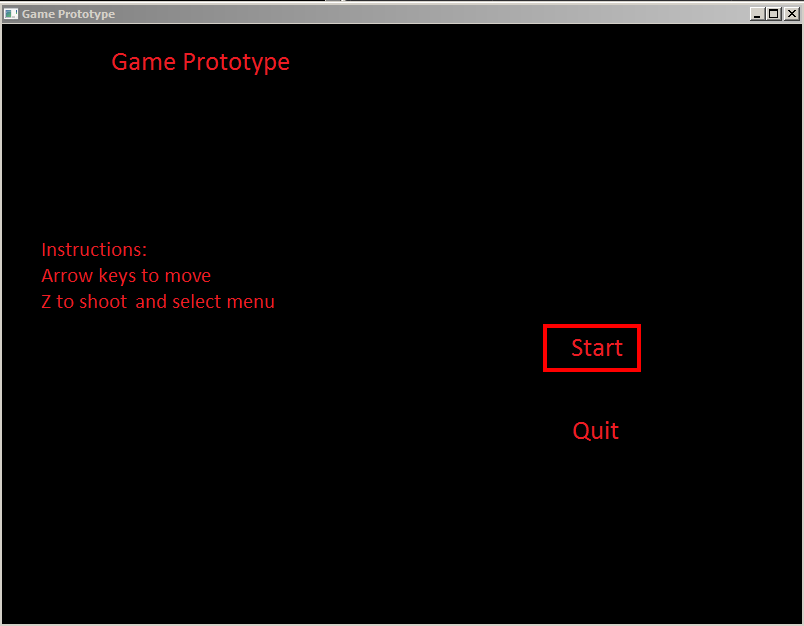 Game Prototype
Game Prototype
Instructions:
Arrow keys to move
Z to shoot and select menu
Start
Quit